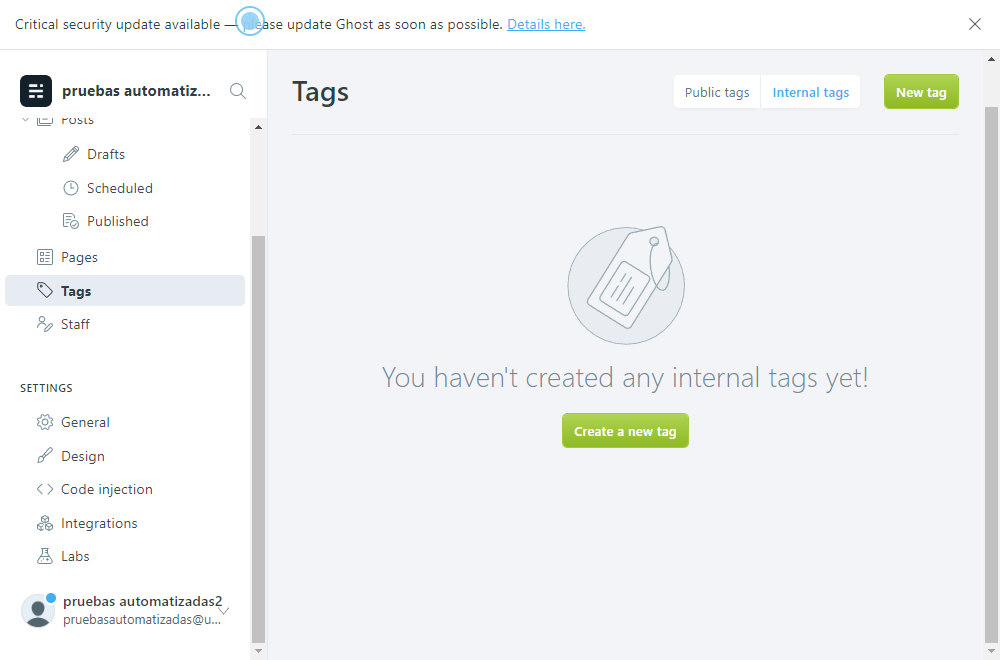 Critical security update available — please update Ghost as soon as possible. Details here.
pruebas automatiz...
Posts
Drafts
Scheduled
Published
Pages
Tags
Staff
SETTINGS
General
Design
Code injection
Integrations
Labs
pruebas automatizadas2
pruebasautomatizadas@u...
Tags
Public tags
Internal tags
New tag
You haven't created any internal tags yet!
Create a new tag